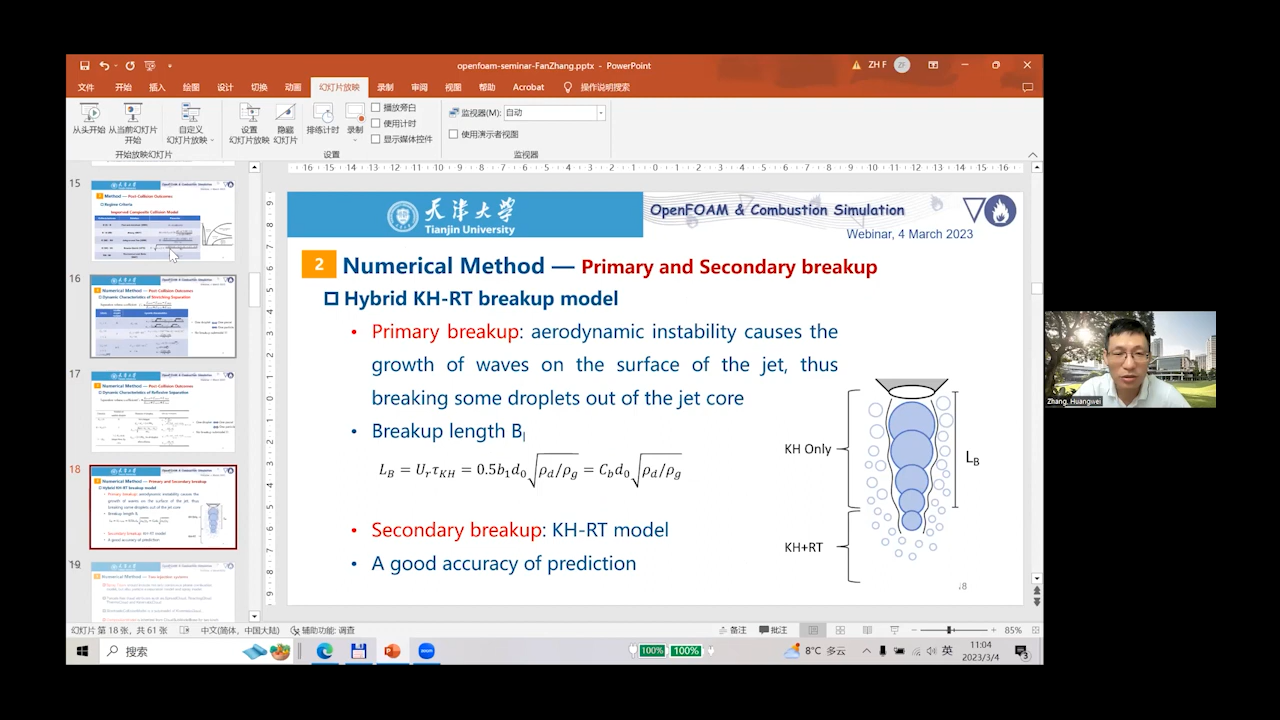 openfoam-seminar-FanZhang.pptx - PowerPoint
ZH F
ZF
文件 开始 插入 绘图 设计 切换 动画 幻灯片放映 录制 审阅 视图 帮助 Acrobat 操作说明搜索
从头开始 从当前幻灯片开始
自定义幻灯片放映
设置幻灯片放映
隐藏幻灯片
排练计时
录制
播放旁白
使用计时
显示媒体控件
监视器(M): 自动
使用演示者视图
开始放映幻灯片
设置
监视器
15
16
17
18
19
天津大学
Tianjin University
OpenFOAM & Combustion Simulation
Webinar, 4 March 2023
2 Numerical Method — Primary and Secondary breakup
Hybrid KH-RT breakup model
• Primary breakup: aerodynamic instability causes the
growth of waves on the surface of the jet, thus
breaking some droplets out of the jet core
• Breakup length B
L_B = U_r τ_KH = 0.5b_1d_0 √(ρ_d/ρ_g) = C_b d_0 √(ρ_d/ρ_g)
• Secondary breakup: KH-RT model
• A good accuracy of prediction
KH Only
KH+RT
L_B
Zhang, Huangwei
幻灯片 第 18 张，共 61 张 中文(简体，中国大陆) 辅助功能: 调查
备注 批注 85%
搜索
zoom
100% 100%
8°C 多云
英
11:04
2023/3/4
3